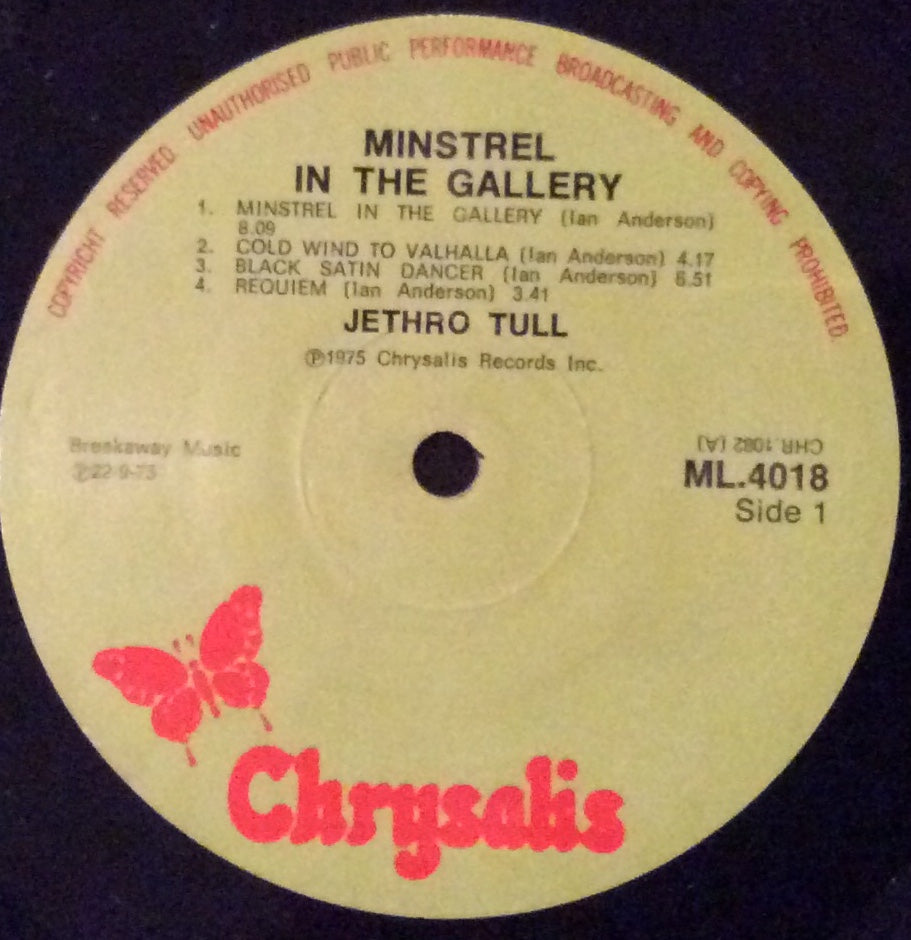 COPYRIGHT RESERVED UNAUTHORISED PUBLIC PERFORMANCE BROADCASTING AND COPYING PROHIBITED
MINSTREL
IN THE GALLERY
1. MINSTREL IN THE GALLERY (Ian Anderson)
8.09
2. COLD WIND TO VALHALLA (Ian Anderson) 4.17
3. BLACK SATIN DANCER (Ian Anderson) 6.51
4. REQUIEM (Ian Anderson) 3.41
JETHRO TULL
℗1975 Chrysalis Records Inc.
Breakaway Music
℗22-9-75
CHR.1082 (A)
ML.4018
Side 1
Chrysalis